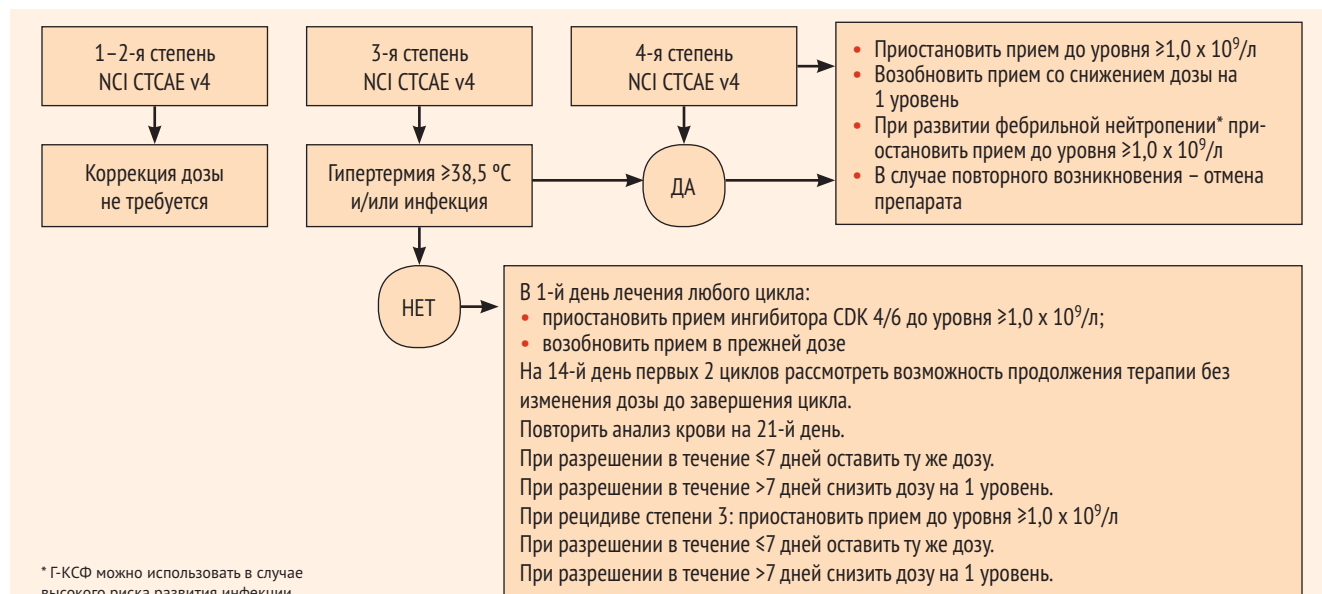 1–2-я степень
NCI CTCAE v4
Коррекция дозы
не требуется
3-я степень
NCI CTCAE v4
Гипертермия ≥38,5 ºС
и/или инфекция
4-я степень
NCI CTCAE v4
ДА
• Приостановить прием до уровня ≥1,0 x 10⁹/л
• Возобновить прием со снижением дозы на
1 уровень
• При развитии фебрильной нейтропении* при-
остановить прием до уровня ≥1,0 x 10⁹/л
• В случае повторного возникновения – отмена
препарата
НЕТ
В 1-й день лечения любого цикла:
• приостановить прием ингибитора CDK 4/6 до уровня ≥1,0 x 10⁹/л;
• возобновить прием в прежней дозе
На 14-й день первых 2 циклов рассмотреть возможность продолжения терапии без
изменения дозы до завершения цикла.
Повторить анализ крови на 21-й день.
При разрешении в течение ≤7 дней оставить ту же дозу.
При разрешении в течение >7 дней снизить дозу на 1 уровень.
При рецидиве степени 3: приостановить прием до уровня ≥1,0 x 10⁹/л
При разрешении в течение ≤7 дней оставить ту же дозу.
При разрешении в течение >7 дней снизить дозу на 1 уровень.
* Г-КСФ можно использовать в случае
высокого риска развития инфекции